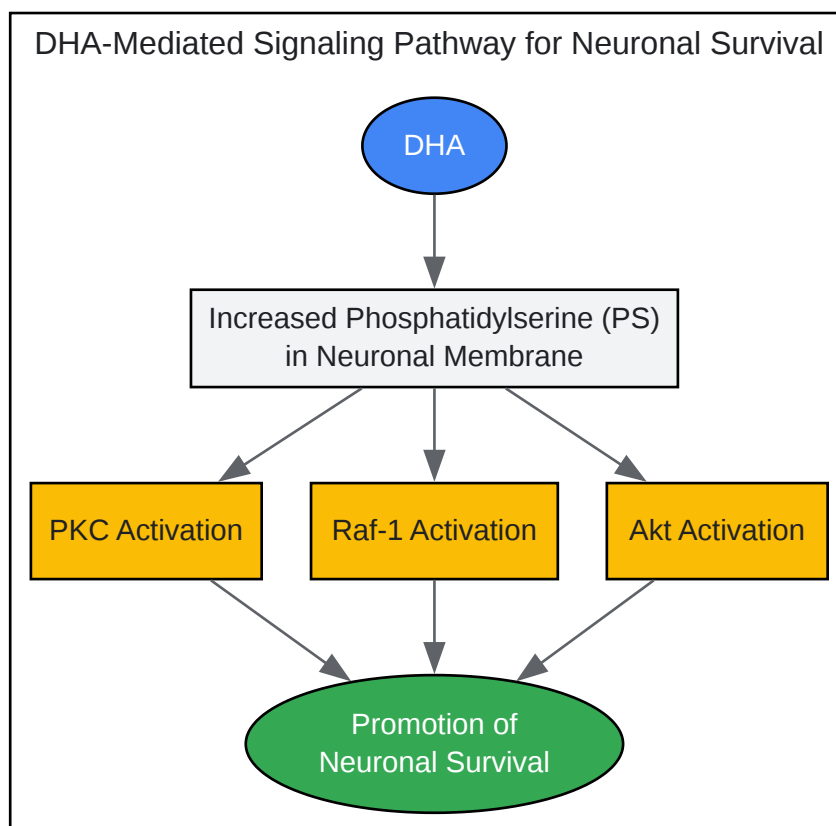 DHA-Mediated Signaling Pathway for Neuronal Survival
DHA
Increased Phosphatidylserine (PS)
in Neuronal Membrane
PKC Activation
Raf-1 Activation
Akt Activation
Promotion of
Neuronal Survival